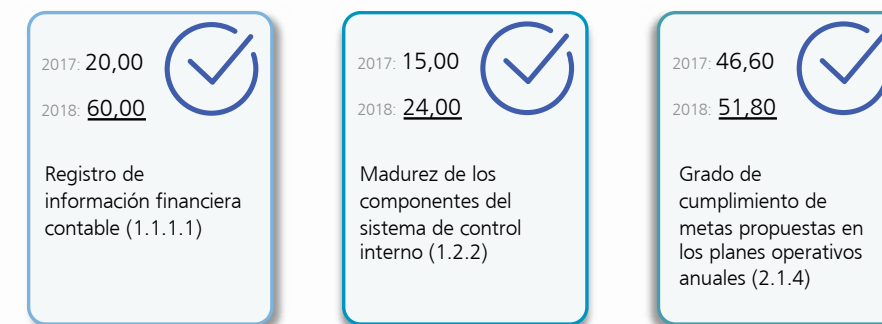 2017: 20,00
2018: 60,00
Registro de
información financiera
contable (1.1.1.1)
2017: 15,00
2018: 24,00
Madurez de los
componentes del
sistema de control
interno (1.2.2)
2017: 46,60
2018: 51,80
Grado de
cumplimiento de
metas propuestas en
los planes operativos
anuales (2.1.4)